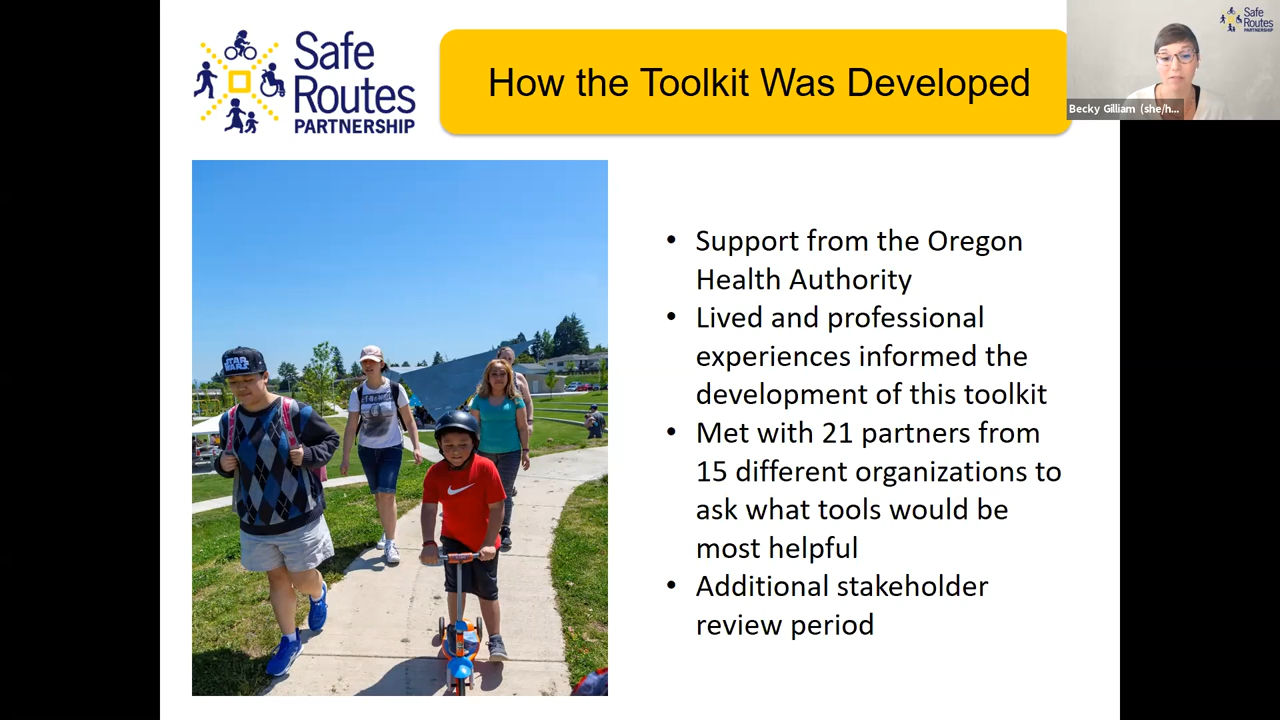 Safe
Routes
PARTNERSHIP
How the Toolkit Was Developed
Safe
Routes
PARTNERSHIP
Becky Gilliam (she/h...
STAR
WARS
• Support from the Oregon
Health Authority
• Lived and professional
experiences informed the
development of this toolkit
• Met with 21 partners from
15 different organizations to
ask what tools would be
most helpful
• Additional stakeholder
review period